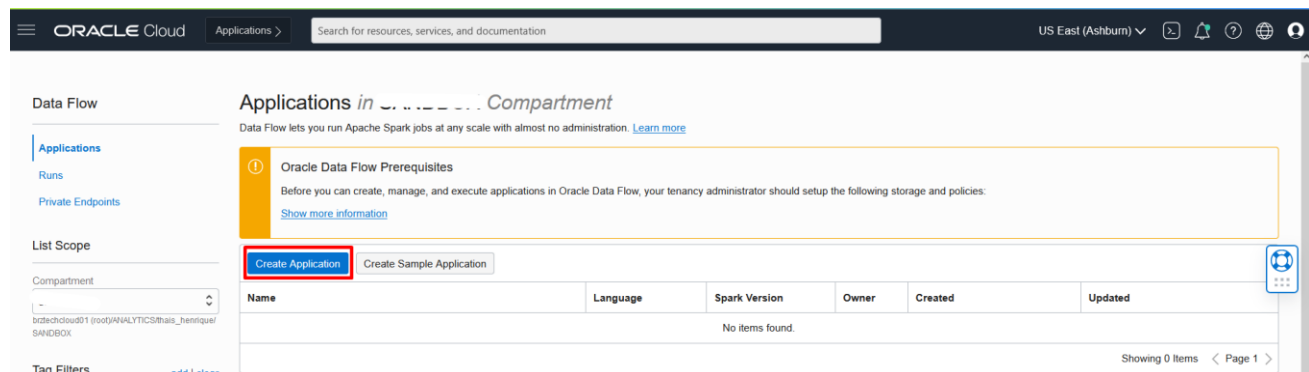 ORACLE Cloud
Applications >
Search for resources, services, and documentation
US East (Ashburn)
Data Flow
Applications
Runs
Private Endpoints
List Scope
Compartment
brztechcloud01 (root)/ANALYTICS/thais_henrique/
SANDBOX
Tag Filters
Applications in Compartment
Data Flow lets you run Apache Spark jobs at any scale with almost no administration. Learn more
Oracle Data Flow Prerequisites
Before you can create, manage, and execute applications in Oracle Data Flow, your tenancy administrator should setup the following storage and policies:
Show more information
Create Application
Create Sample Application
Name Language Spark Version Owner Created Updated
No items found.
Showing 0 Items < Page 1 >